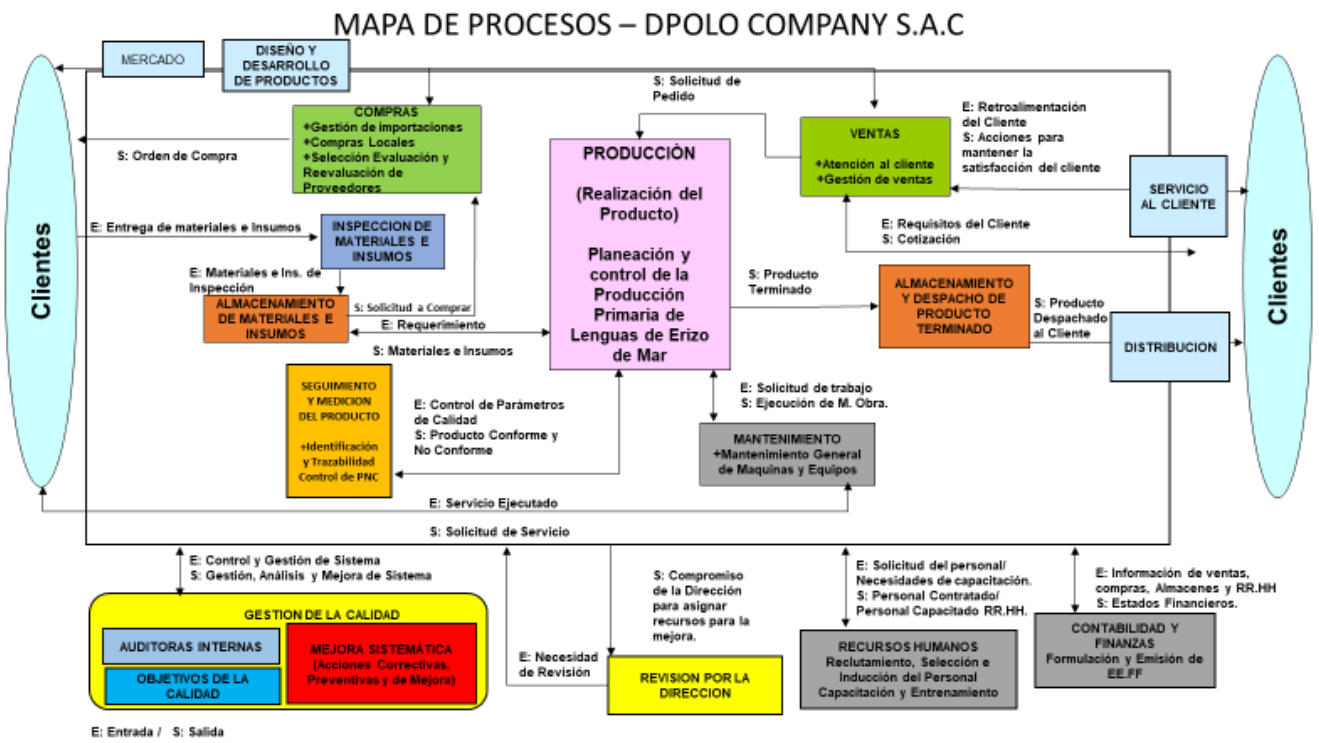 MAPA DE PROCESOS – DPOLO COMPANY S.A.C
MERCADO
DISEÑO Y
DESARROLLO
DE PRODUCTOS
S: Solicitud de
Pedido
COMPRAS
+Gestión de importaciones
+Compras Locales
+Selección Evaluación y
Reevaluación de
Proveedores
S: Orden de Compra
PRODUCCIÒN
(Realización del
Producto)
Planeación y
control de la
Producción
Primaria de
Lenguas de Erizo
de Mar
VENTAS
+Atención al cliente
+Gestión de ventas
E: Retroalimentación
del Cliente
S: Acciones para
mantener la
satisfacción del cliente
SERVICIO
AL CLIENTE
Clientes
Clientes
E: Entrega de materiales e Insumos
INSPECCION DE
MATERIALES E
INSUMOS
E: Requisitos del Cliente
S: Cotización
E: Materiales e Ins. de
Inspección
ALMACENAMIENTO
DE MATERIALES E
INSUMOS
S: Solicitud a Comprar
E: Requerimiento
S: Materiales e Insumos
S: Producto
Terminado
ALMACENAMIENTO
Y DESPACHO DE
PRODUCTO
TERMINADO
S: Producto
Despachado
al Cliente
DISTRIBUCION
SEGUIMIENTO
Y MEDICION
DEL PRODUCTO
+Identificación
y Trazabilidad
Control de PNC
E: Control de Parámetros
de Calidad
S: Producto Conforme y
No Conforme
E: Solicitud de trabajo
S: Ejecución de M. Obra.
MANTENIMIENTO
+Mantenimiento General
de Maquinas y Equipos
E: Servicio Ejecutado
S: Solicitud de Servicio
E: Control y Gestión de Sistema
S: Gestión, Análisis y Mejora de Sistema
GESTION DE LA CALIDAD
AUDITORAS INTERNAS
OBJETIVOS DE LA
CALIDAD
MEJORA SISTEMÁTICA
(Acciones Correctivas,
Preventivas y de Mejora)
S: Compromiso
de la Dirección
para asignar
recursos para la
mejora.
E: Necesidad
de Revisión
REVISION POR LA
DIRECCION
E: Solicitud del personal/
Necesidades de capacitación.
S: Personal Contratado/
Personal Capacitado RR.HH.
RECURSOS HUMANOS
Reclutamiento, Selección e
Inducción del Personal
Capacitación y Entrenamiento
E: Información de ventas,
compras, Almacenes y RR.HH
S: Estados Financieros.
CONTABILIDAD Y
FINANZAS
Formulación y Emisión de
EE.FF
E: Entrada / S: Salida